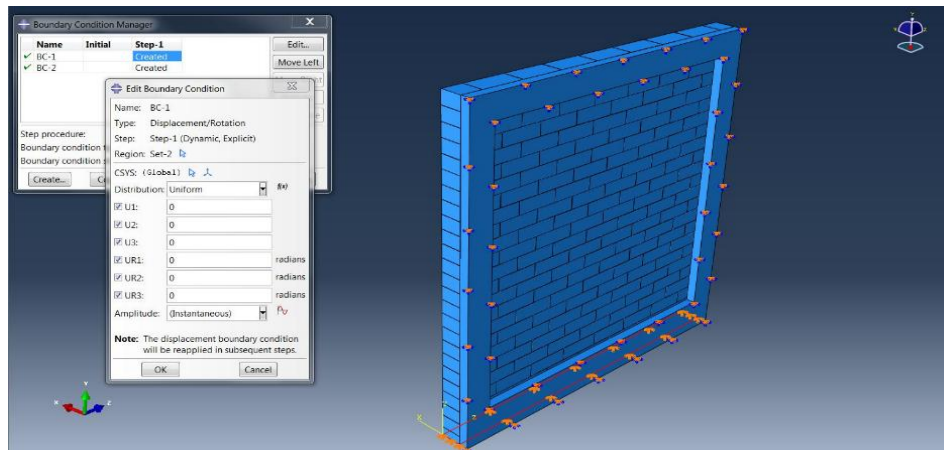 Boundary Condition Manager
Name Initial Step-1
BC-1 Created
BC-2 Created
Edit...
Move Left
Step procedure:
Boundary condition
Boundary condition
Create...
Edit Boundary Condition
Name: BC-1
Type: Displacement/Rotation
Step: Step-1 (Dynamic, Explicit)
Region: Set-2
CSYS: (Global)
Distribution: Uniform f(x)
U1: 0
U2: 0
U3: 0
UR1: 0 radians
UR2: 0 radians
UR3: 0 radians
Amplitude: (Instantaneous)
Note: The displacement boundary condition
will be reapplied in subsequent steps.
OK Cancel